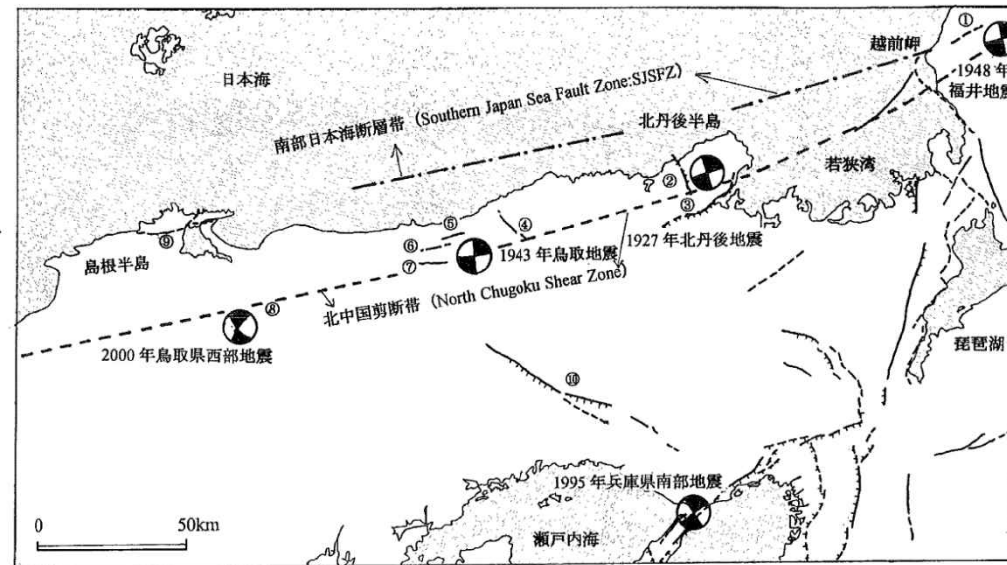 ①
越前岬
1948 年
福井地震
日本海
南部日本海断層帯(Southern Japan Sea Fault Zone:SJSFZ)
北丹後半島
若狭湾
②
③
④
⑤
⑥
⑦
1943 年鳥取地震
1927 年北丹後地震
⑨
島根半島
北中国剪断帯(North Chugoku Shear Zone)
⑧
2000 年鳥取県西部地震
琵琶湖
⑩
1995 年兵庫県南部地震
瀬戸内海
0
50km